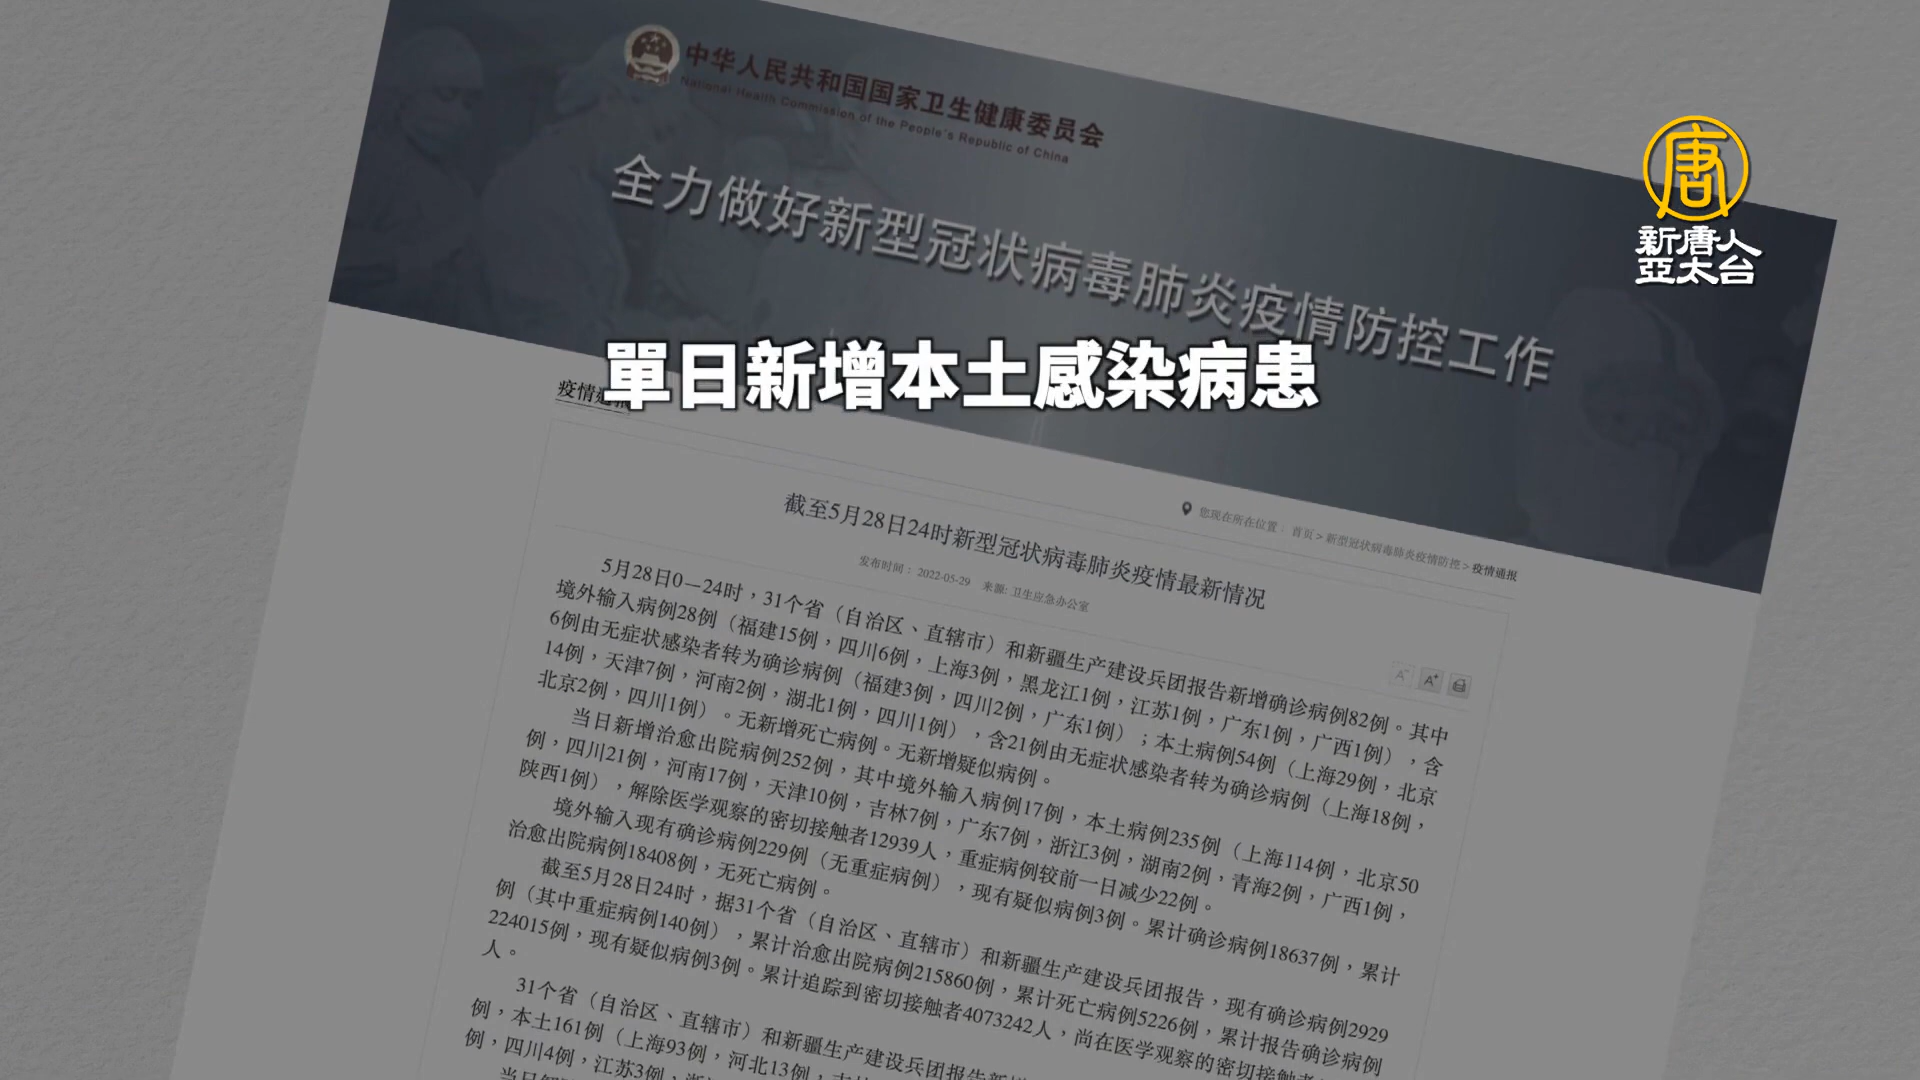 中华人民共和国国家卫生健康委员会
National Health Commission of the People's Republic of China
全力做好新型冠状病毒肺炎疫情防控工作
唐
新唐人
亞太台
單日新增本土感染病患
疫情通报
您现在所在位置： 首页 > 新型冠状病毒肺炎疫情防控 > 疫情通报
截至5月28日24时新型冠状病毒肺炎疫情最新情况
发布时间： 2022-05-29 来源: 卫生应急办公室
5月28日0—24时，31个省（自治区、直辖市）和新疆生产建设兵团报告新增确诊病例82例。其中
境外输入病例28例（福建15例，四川6例，上海3例，黑龙江1例，江苏1例，广东1例，广西1例），含
6例由无症状感染者转为确诊病例（福建3例，四川2例，广东1例）；本土病例54例（上海29例，北京
14例，天津7例，河南2例，湖北1例，四川1例），含21例由无症状感染者转为确诊病例（上海18例，
北京2例，四川1例）。无新增死亡病例。无新增疑似病例。
当日新增治愈出院病例252例，其中境外输入病例17例，本土病例235例（上海114例，北京50
例，四川21例，河南17例，天津10例，吉林7例，广东7例，浙江3例，湖南2例，青海2例，广西1例，
陕西1例），解除医学观察的密切接触者12939人，重症病例较前一日减少22例。
境外输入现有确诊病例229例（无重症病例），现有疑似病例3例。累计确诊病例18637例，累计
治愈出院病例18408例，无死亡病例。
截至5月28日24时，据31个省（自治区、直辖市）和新疆生产建设兵团报告，现有确诊病例2929
例（其中重症病例140例），累计治愈出院病例215860例，累计死亡病例5226例，累计报告确诊病例
224015例，现有疑似病例3例。累计追踪到密切接触者4073242人，尚在医学观察的密切接触者
人。
31个省（自治区、直辖市）和新疆生产建设兵团报告新
例，本土161例（上海93例，河北13例，
例，四川4例，江苏3例，